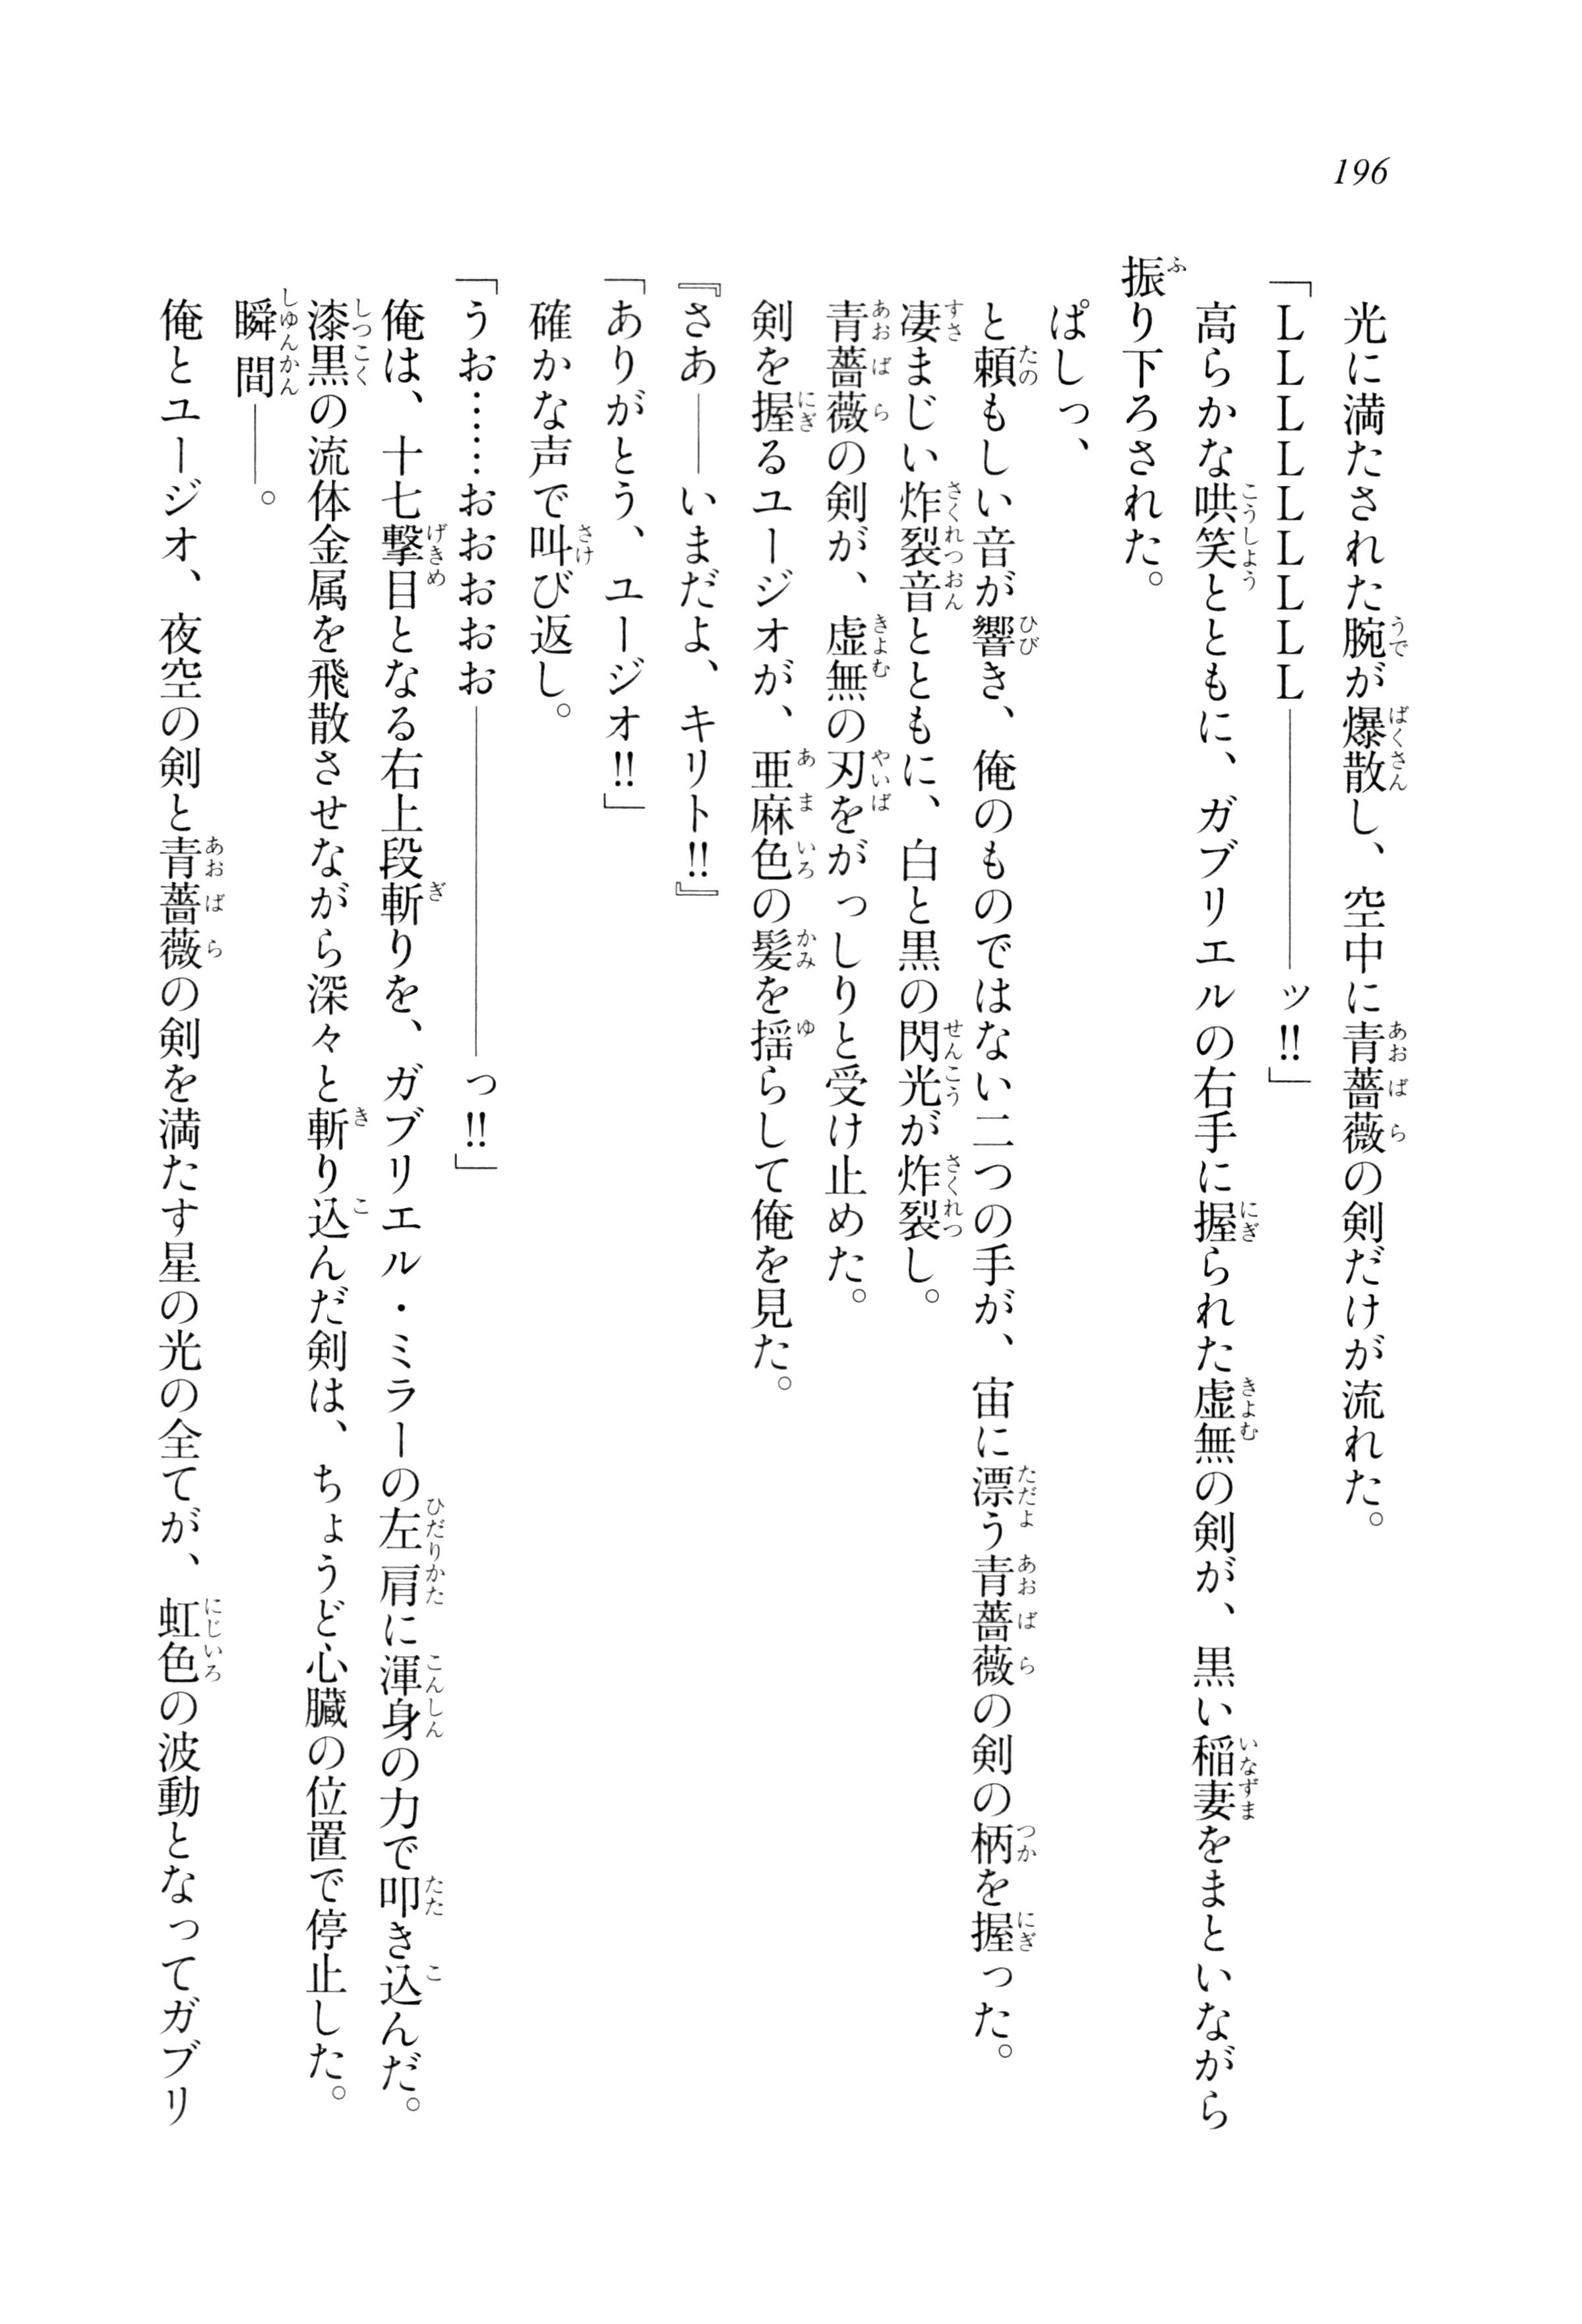 196
光に満たされた腕が爆散し、空中に青薔薇の剣だけが流れた。
「LLLLLLLLL――――――ッ!!」
高らかな哄笑とともに、ガブリエルの右手に握られた虚無の剣が、黒い稲妻をまといながら
振り下ろされた。
ぱしっ、
と頼もしい音が響き、俺のものではない二つの手が、宙に漂う青薔薇の剣の柄を握った。
凄まじい炸裂音とともに、白と黒の閃光が炸裂し。
青薔薇の剣が、虚無の刃をがっしりと受け止めた。
剣を握るユージオが、亜麻色の髪を揺らして俺を見た。
『さあ――いまだよ、キリト!!』
「ありがとう、ユージオ!!」
確かな声で叫び返し。
「うお……おおおおお――――――――っ!!」
俺は、十七撃目となる右上段斬りを、ガブリエル・ミラーの左肩に渾身の力で叩き込んだ。
漆黒の流体金属を飛散させながら深々と斬り込んだ剣は、ちょうど心臓の位置で停止した。
瞬間――。
俺とユージオ、夜空の剣と青薔薇の剣を満たす星の光の全てが、虹色の波動となってガブリ